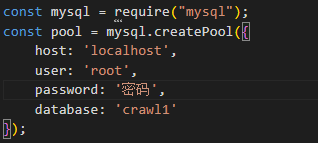 const mysql = require("mysql");
const pool = mysql.createPool({
    host: 'localhost',
    user: 'root',
    password: '密码',
    database: 'crawl1'
});